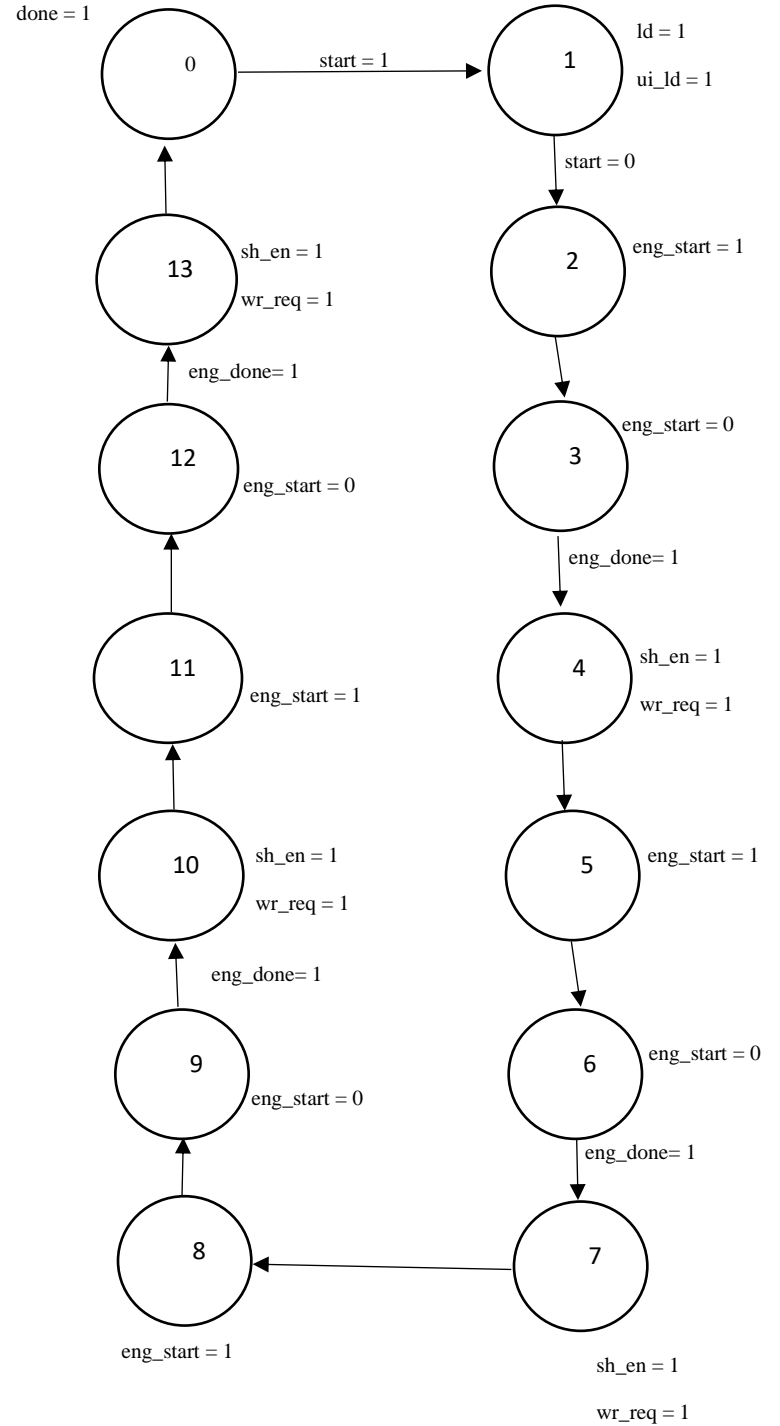 done = 1
0
start = 1
1
ld = 1
ui_ld = 1
start = 0
2
eng_start = 1
3
eng_start = 0
eng_done= 1
4
sh_en = 1
wr_req = 1
5
eng_start = 1
6
eng_start = 0
eng_done= 1
7
sh_en = 1
wr_req = 1
8
eng_start = 1
9
eng_start = 0
eng_done= 1
10
sh_en = 1
wr_req = 1
11
eng_start = 1
12
eng_start = 0
eng_done= 1
13
sh_en = 1
wr_req = 1